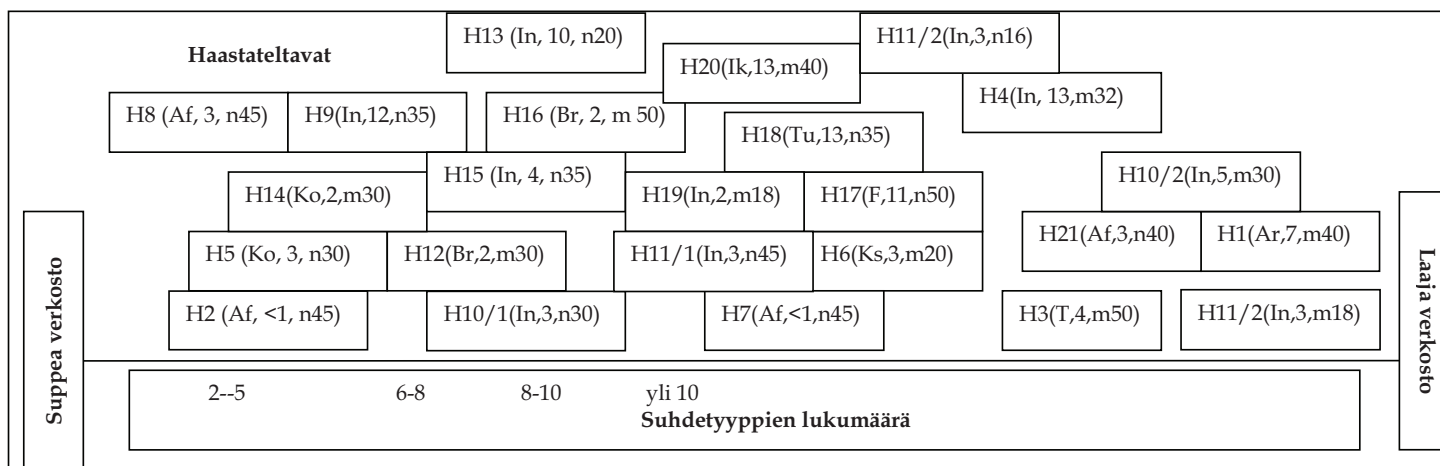 H13 (In, 10, n20)
H11/2(In,3,n16)
Haastateltavat
H20(Ik,13,m40)
H4(In, 13,m32)
H8 (Af, 3, n45)
H9(In,12,n35)
H16 (Br, 2, m 50)
H18(Tu,13,n35)
H15 (In, 4, n35)
H10/2(In,5,m30)
H14(Ko,2,m30)
H19(In,2,m18)
H17(F,11,n50)
H21(Af,3,n40)
H1(Ar,7,m40)
H5 (Ko, 3, n30)
H12(Br,2,m30)
H11/1(In,3,n45)
H6(Ks,3,m20)
H2 (Af, <1, n45)
H10/1(In,3,n30)
H7(Af,<1,n45)
H3(T,4,m50)
H11/2(In,3,m18)
Suppea verkosto
Laaja verkosto
2--5 6-8 8-10 yli 10
Suhdetyyppien lukumäärä